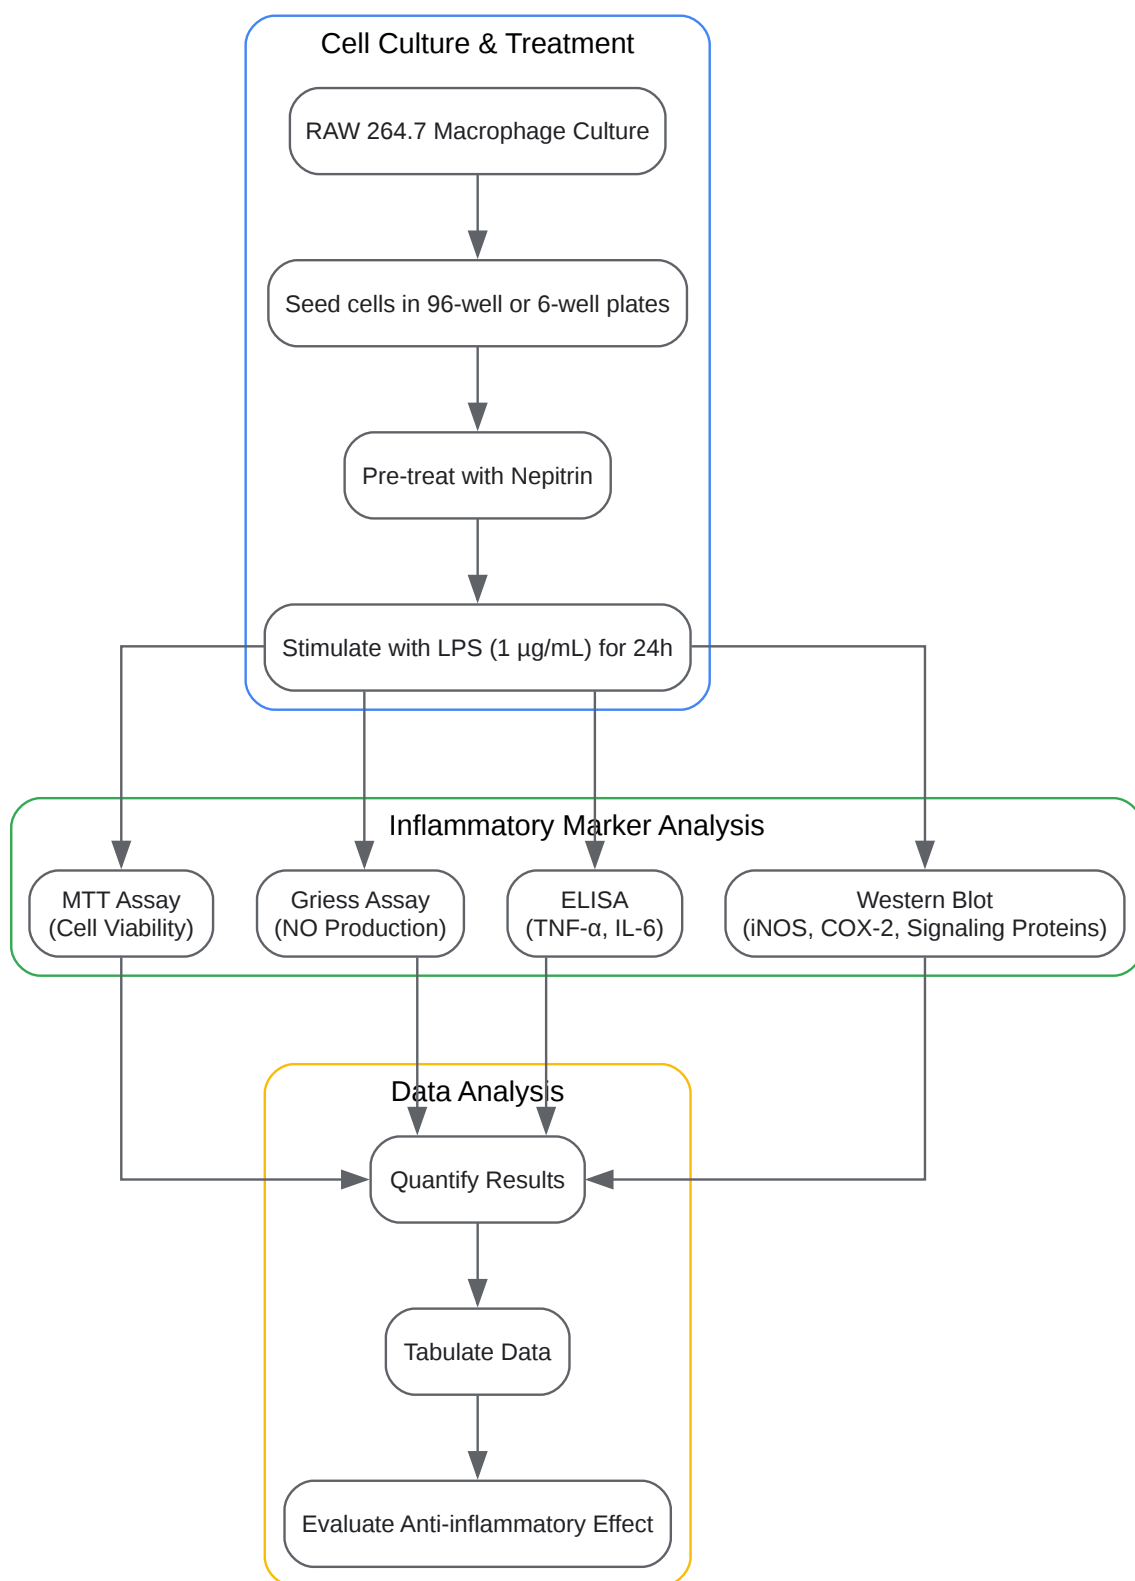 Cell Culture & Treatment
RAW 264.7 Macrophage Culture
Seed cells in 96-well or 6-well plates
Pre-treat with Nepitrin
Stimulate with LPS (1 µg/mL) for 24h
Inflammatory Marker Analysis
MTT Assay
(Cell Viability)
Griess Assay
(NO Production)
ELISA
(TNF-α, IL-6)
Western Blot
(iNOS, COX-2, Signaling Proteins)
Data Analysis
Quantify Results
Tabulate Data
Evaluate Anti-inflammatory Effect